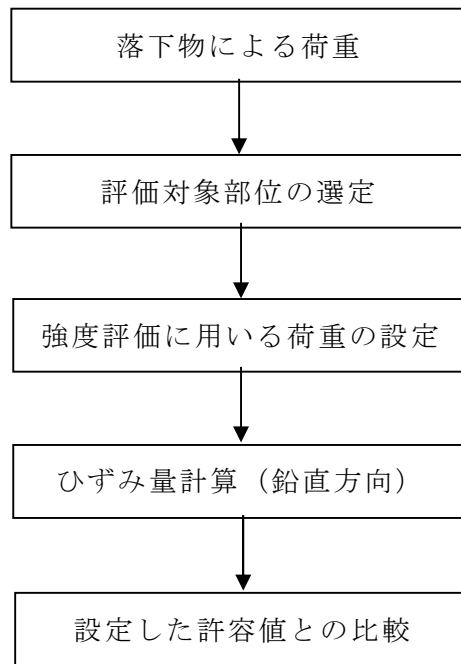 落下物による荷重
評価対象部位の選定
強度評価に用いる荷重の設定
ひずみ量計算（鉛直方向）
設定した許容値との比較